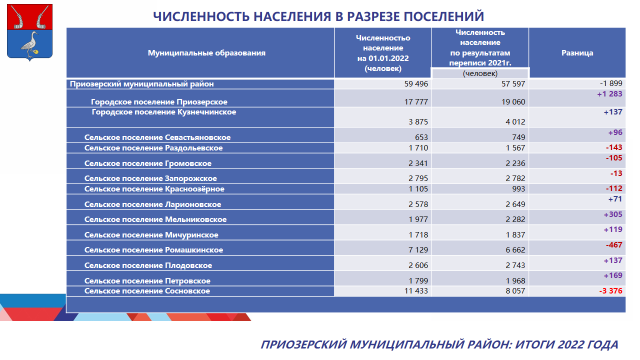 ЧИСЛЕННОСТЬ НАСЕЛЕНИЯ В РАЗРЕЗЕ ПОСЕЛЕНИЙ
Муниципальные образования
Численностьо
население
на 01.01.2022
(человек)
Численность
население
по результатам
переписи 2021г.
(человек)
Разница
Приозерский муниципальный район 59 496 57 597 -1 899
Городское поселение Приозерское 17 777 19 060 +1 283
Городское поселение Кузнечнинское 3 875 4 012 +137
Сельское поселение Севастьяновское 653 749 +96
Сельское поселение Раздольевское 1 710 1 567 -143
Сельское поселение Громовское 2 341 2 236 -105
Сельское поселение Запорожское 2 795 2 782 -13
Сельское поселение Красноозёрное 1 105 993 -112
Сельское поселение Ларионовское 2 578 2 649 +71
Сельское поселение Мельниковское 1 977 2 282 +305
Сельское поселение Мичуринское 1 718 1 837 +119
Сельское поселение Ромашкинское 7 129 6 662 -467
Сельское поселение Плодовское 2 606 2 743 +137
Сельское поселение Петровское 1 799 1 968 +169
Сельское поселение Сосновское 11 433 8 057 -3 376
ПРИОЗЕРСКИЙ МУНИЦИПАЛЬНЫЙ РАЙОН: ИТОГИ 2022 ГОДА